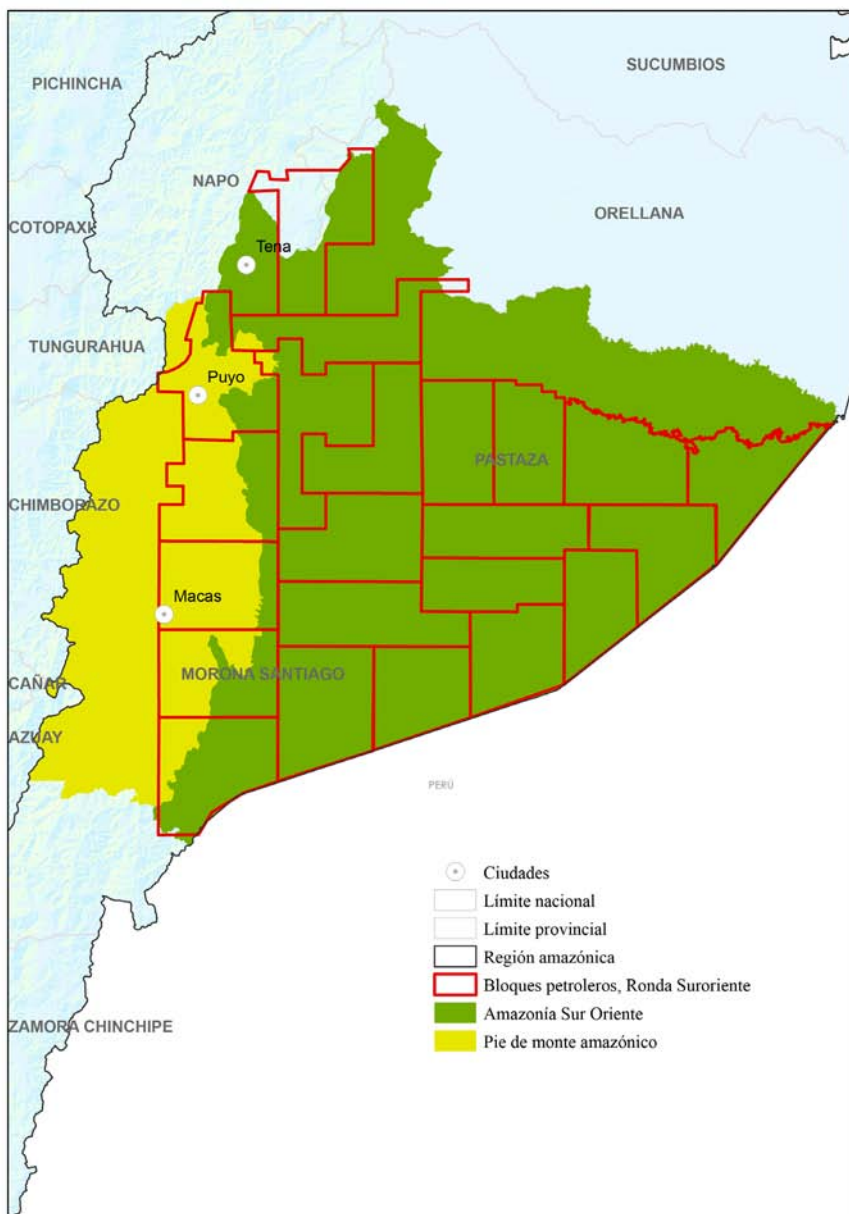 SUCUMBIOS
PICHINCHA
NAPO
ORELLANA
COTOPAXI
Tena
TUNGURAHUA
Puyo
PASTAZA
CHIMBORAZO
Macas
MORONA SANTIAGO
CAÑAR
AZUAY
PERÚ
Ciudades
Límite nacional
Límite provincial
Región amazónica
Bloques petroleros, Ronda Suroriente
Amazonía Sur Oriente
Pie de monte amazónico
ZAMORA CHINCHIPE